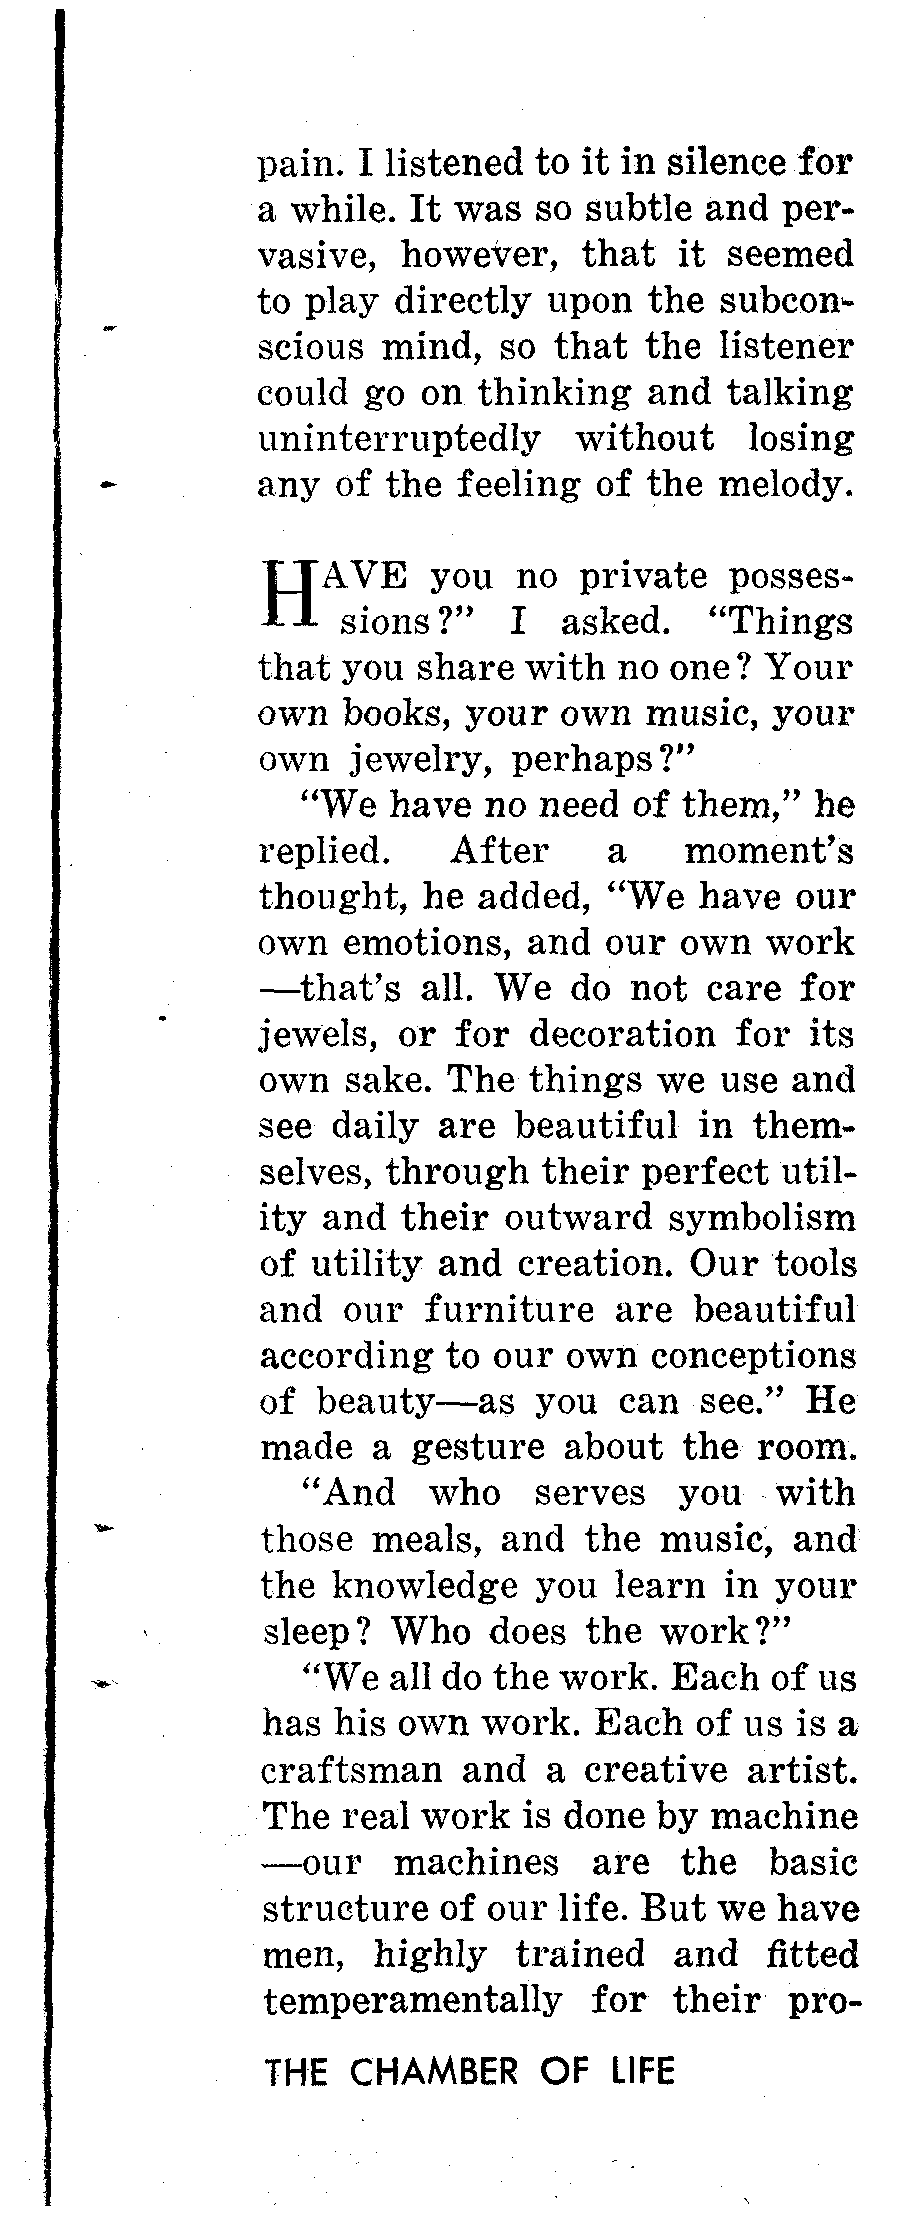 pain. I listened to it in silence for
a while. It was so subtle and per-
vasive, however, that it seemed
to play directly upon the subcon-
scious mind, so that the listener
could go on thinking and talking
uninterruptedly without losing
any of the feeling of the melody.
HAVE you no private posses-
sions?” I asked. “Things
that you share with no one? Your
own books, your own music, your
own jewelry, perhaps?”
“We have no need of them,” he
replied. After a moment’s
thought, he added, “We have our
own emotions, and our own work
—that’s all. We do not care for
jewels, or for decoration for its
own sake. The things we use and
see daily are beautiful in them-
selves, through their perfect util-
ity and their outward symbolism
of utility and creation. Our tools
and our furniture are beautiful
according to our own conceptions
of beauty—as you can see.” He
made a gesture about the room.
“And who serves you with
those meals, and the music, and
the knowledge you learn in your
sleep? Who does the work?”
“We all do the work. Each of us
has his own work. Each of us is a
craftsman and a creative artist.
The real work is done by machine
—our machines are the basic
structure of our life. But we have
men, highly trained and fitted
temperamentally for their pro-
THE CHAMBER OF LIFE